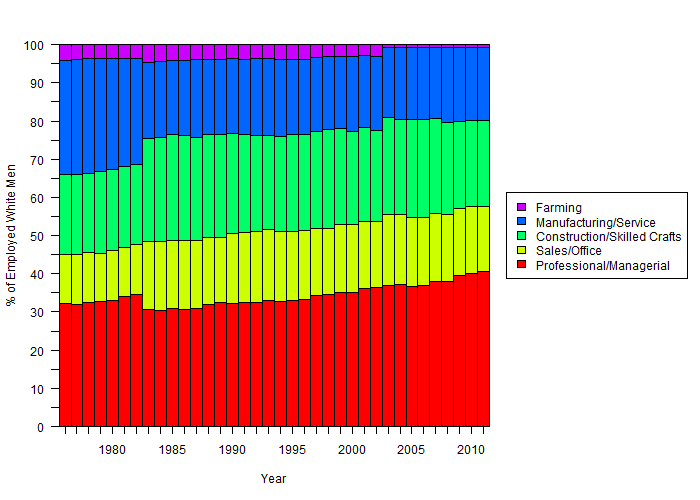 100
90
80
70
60
50
40
30
20
10
0
% of Employed White Men
1980 1985 1990 1995 2000 2005 2010
Year
Farming
Manufacturing/Service
Construction/Skilled Crafts
Sales/Office
Professional/Managerial